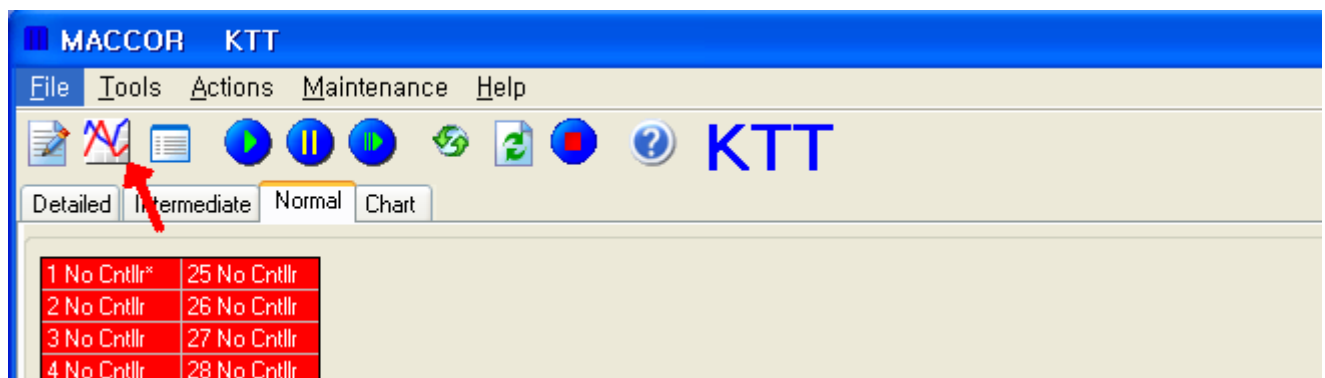 MACCOR KTT
File Tools Actions Maintenance Help
KTT
Detailed Intermediate Normal Chart
1 No Cntllr* 25 No Cntllr
2 No Cntllr 26 No Cntllr
3 No Cntllr 27 No Cntllr
4 No Cntllr 28 No Cntllr